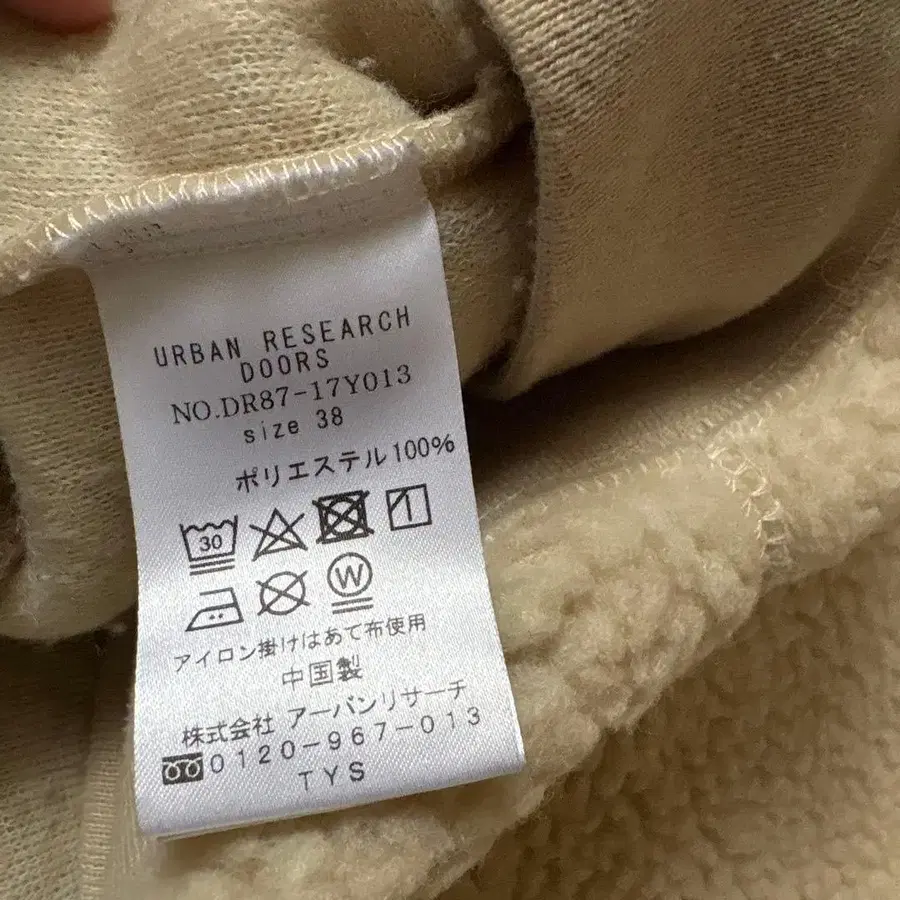 URBAN RESEARCH
DOORS
NO.DR87-17Y013
size 38
ポリエステル100%
30
W
アイロン掛けはあて布使用
中国製
株式会社 アーバンリサーチ
0120-967-013
TYS